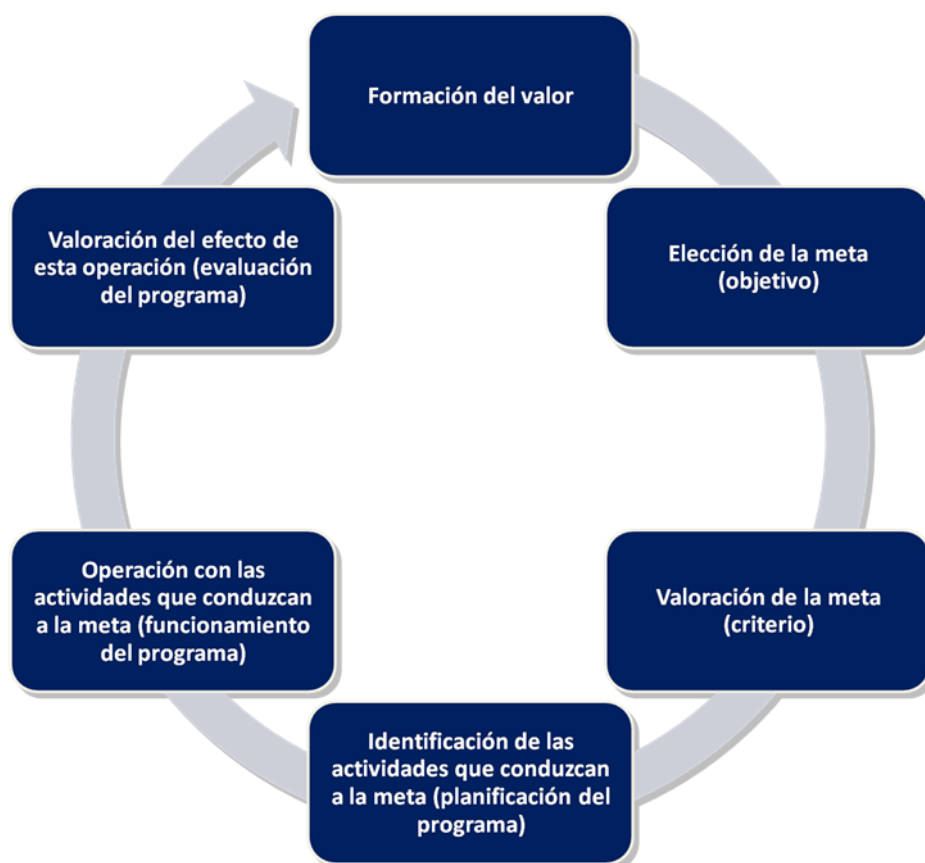 Formación del valor
Elección de la meta
(objetivo)
Valoración de la meta
(criterio)
Identificación de las
actividades que conduzcan
a la meta (planificación del
programa)
Operación con las
actividades que conduzcan
a la meta (funcionamiento
del programa)
Valoración del efecto de
esta operación (evaluación
del programa)